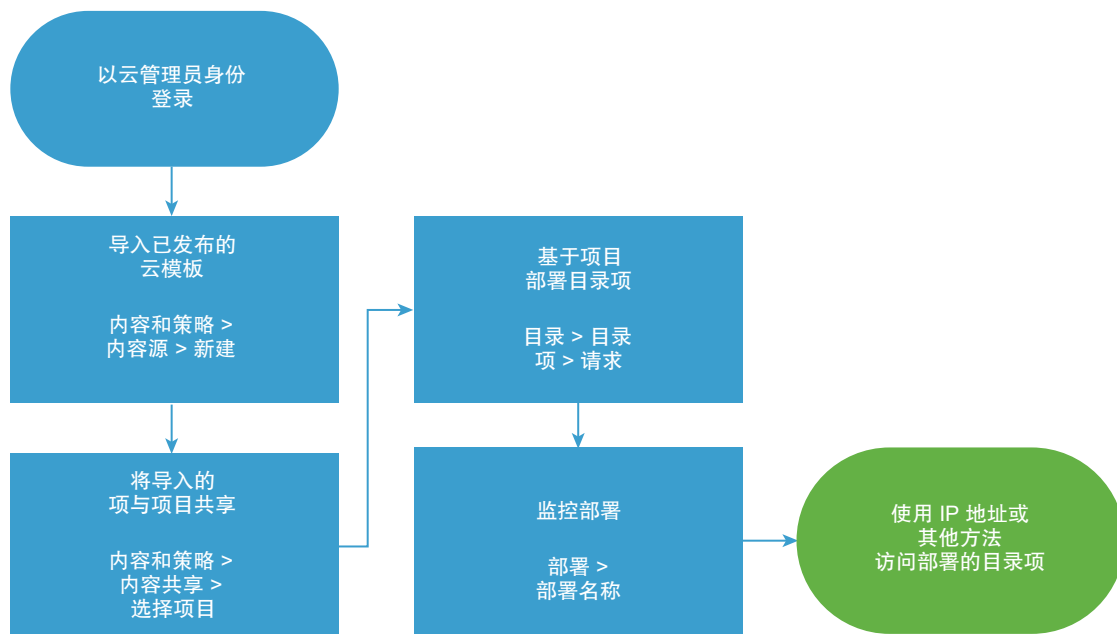 以云管理员身份
登录
导入已发布的
云模板
内容和策略 >
内容源 > 新建
将导入的
项与项目共享
内容和策略 >
内容共享 >
选择项目
基于项目
部署目录项
目录 > 目录
项 > 请求
监控部署
部署 >
部署名称
使用 IP 地址或
其他方法
访问部署的目录项